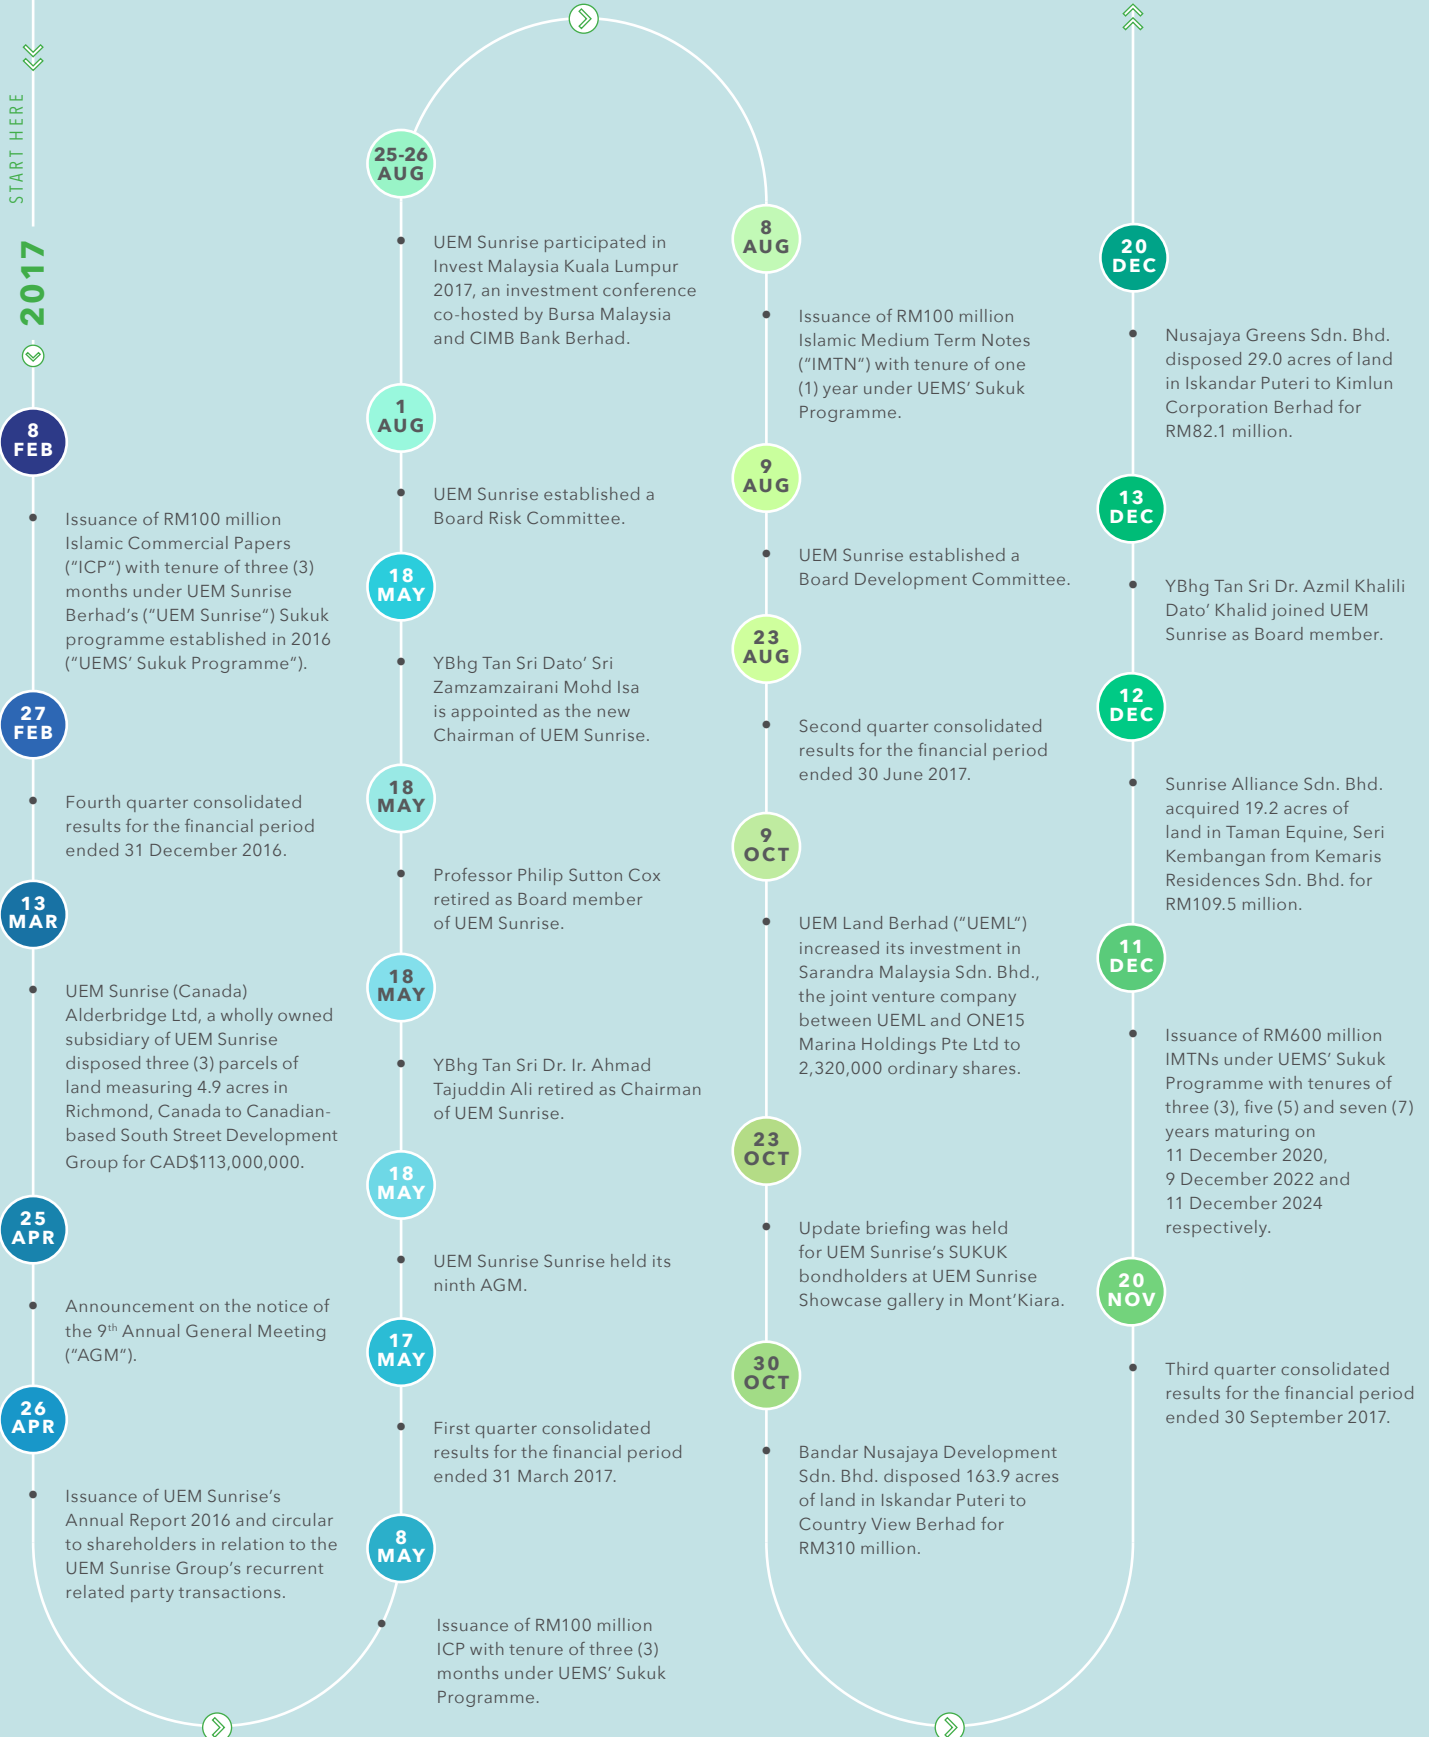 START HERE
2017
8
FEB
Issuance of RM100 million
Islamic Commercial Papers
(“ICP“) with tenure of three (3)
months under UEM Sunrise
Berhad’s (“UEM Sunrise“) Sukuk
programme established in 2016
(“UEMS’ Sukuk Programme“).
27
FEB
Fourth quarter consolidated
results for the financial period
ended 31 December 2016.
13
MAR
UEM Sunrise (Canada)
Alderbridge Ltd, a wholly owned
subsidiary of UEM Sunrise
disposed three (3) parcels of
land measuring 4.9 acres in
Richmond, Canada to Canadian-
based South Street Development
Group for CAD$113,000,000.
25
APR
Announcement on the notice of
the 9th Annual General Meeting
(“AGM“).
26
APR
Issuance of UEM Sunrise’s
Annual Report 2016 and circular
to shareholders in relation to the
UEM Sunrise Group’s recurrent
related party transactions.
25-26
AUG
UEM Sunrise participated in
Invest Malaysia Kuala Lumpur
2017, an investment conference
co-hosted by Bursa Malaysia
and CIMB Bank Berhad.
1
AUG
UEM Sunrise established a
Board Risk Committee.
18
MAY
YBhg Tan Sri Dato’ Sri
Zamzamzairani Mohd Isa
is appointed as the new
Chairman of UEM Sunrise.
18
MAY
Professor Philip Sutton Cox
retired as Board member
of UEM Sunrise.
18
MAY
YBhg Tan Sri Dr. Ir. Ahmad
Tajuddin Ali retired as Chairman
of UEM Sunrise.
18
MAY
UEM Sunrise Sunrise held its
ninth AGM.
17
MAY
First quarter consolidated
results for the financial period
ended 31 March 2017.
8
MAY
Issuance of RM100 million
ICP with tenure of three (3)
months under UEMS’ Sukuk
Programme.
8
AUG
Issuance of RM100 million
Islamic Medium Term Notes
(“IMTN“) with tenure of one
(1) year under UEMS’ Sukuk
Programme.
9
AUG
UEM Sunrise established a
Board Development Committee.
23
AUG
Second quarter consolidated
results for the financial period
ended 30 June 2017.
9
OCT
UEM Land Berhad (“UEML“)
increased its investment in
Sarandra Malaysia Sdn. Bhd.,
the joint venture company
between UEML and ONE15
Marina Holdings Pte Ltd to
2,320,000 ordinary shares.
23
OCT
Update briefing was held
for UEM Sunrise’s SUKUK
bondholders at UEM Sunrise
Showcase gallery in Mont’Kiara.
30
OCT
Bandar Nusajaya Development
Sdn. Bhd. disposed 163.9 acres
of land in Iskandar Puteri to
Country View Berhad for
RM310 million.
20
DEC
Nusajaya Greens Sdn. Bhd.
disposed 29.0 acres of land
in Iskandar Puteri to Kimlun
Corporation Berhad for
RM82.1 million.
13
DEC
YBhg Tan Sri Dr. Azmil Khalili
Dato’ Khalid joined UEM
Sunrise as Board member.
12
DEC
Sunrise Alliance Sdn. Bhd.
acquired 19.2 acres of
land in Taman Equine, Seri
Kembangan from Kemaris
Residences Sdn. Bhd. for
RM109.5 million.
11
DEC
Issuance of RM600 million
IMTNs under UEMS’ Sukuk
Programme with tenures of
three (3), five (5) and seven (7)
years maturing on
11 December 2020,
9 December 2022 and
11 December 2024
respectively.
20
NOV
Third quarter consolidated
results for the financial period
ended 30 September 2017.